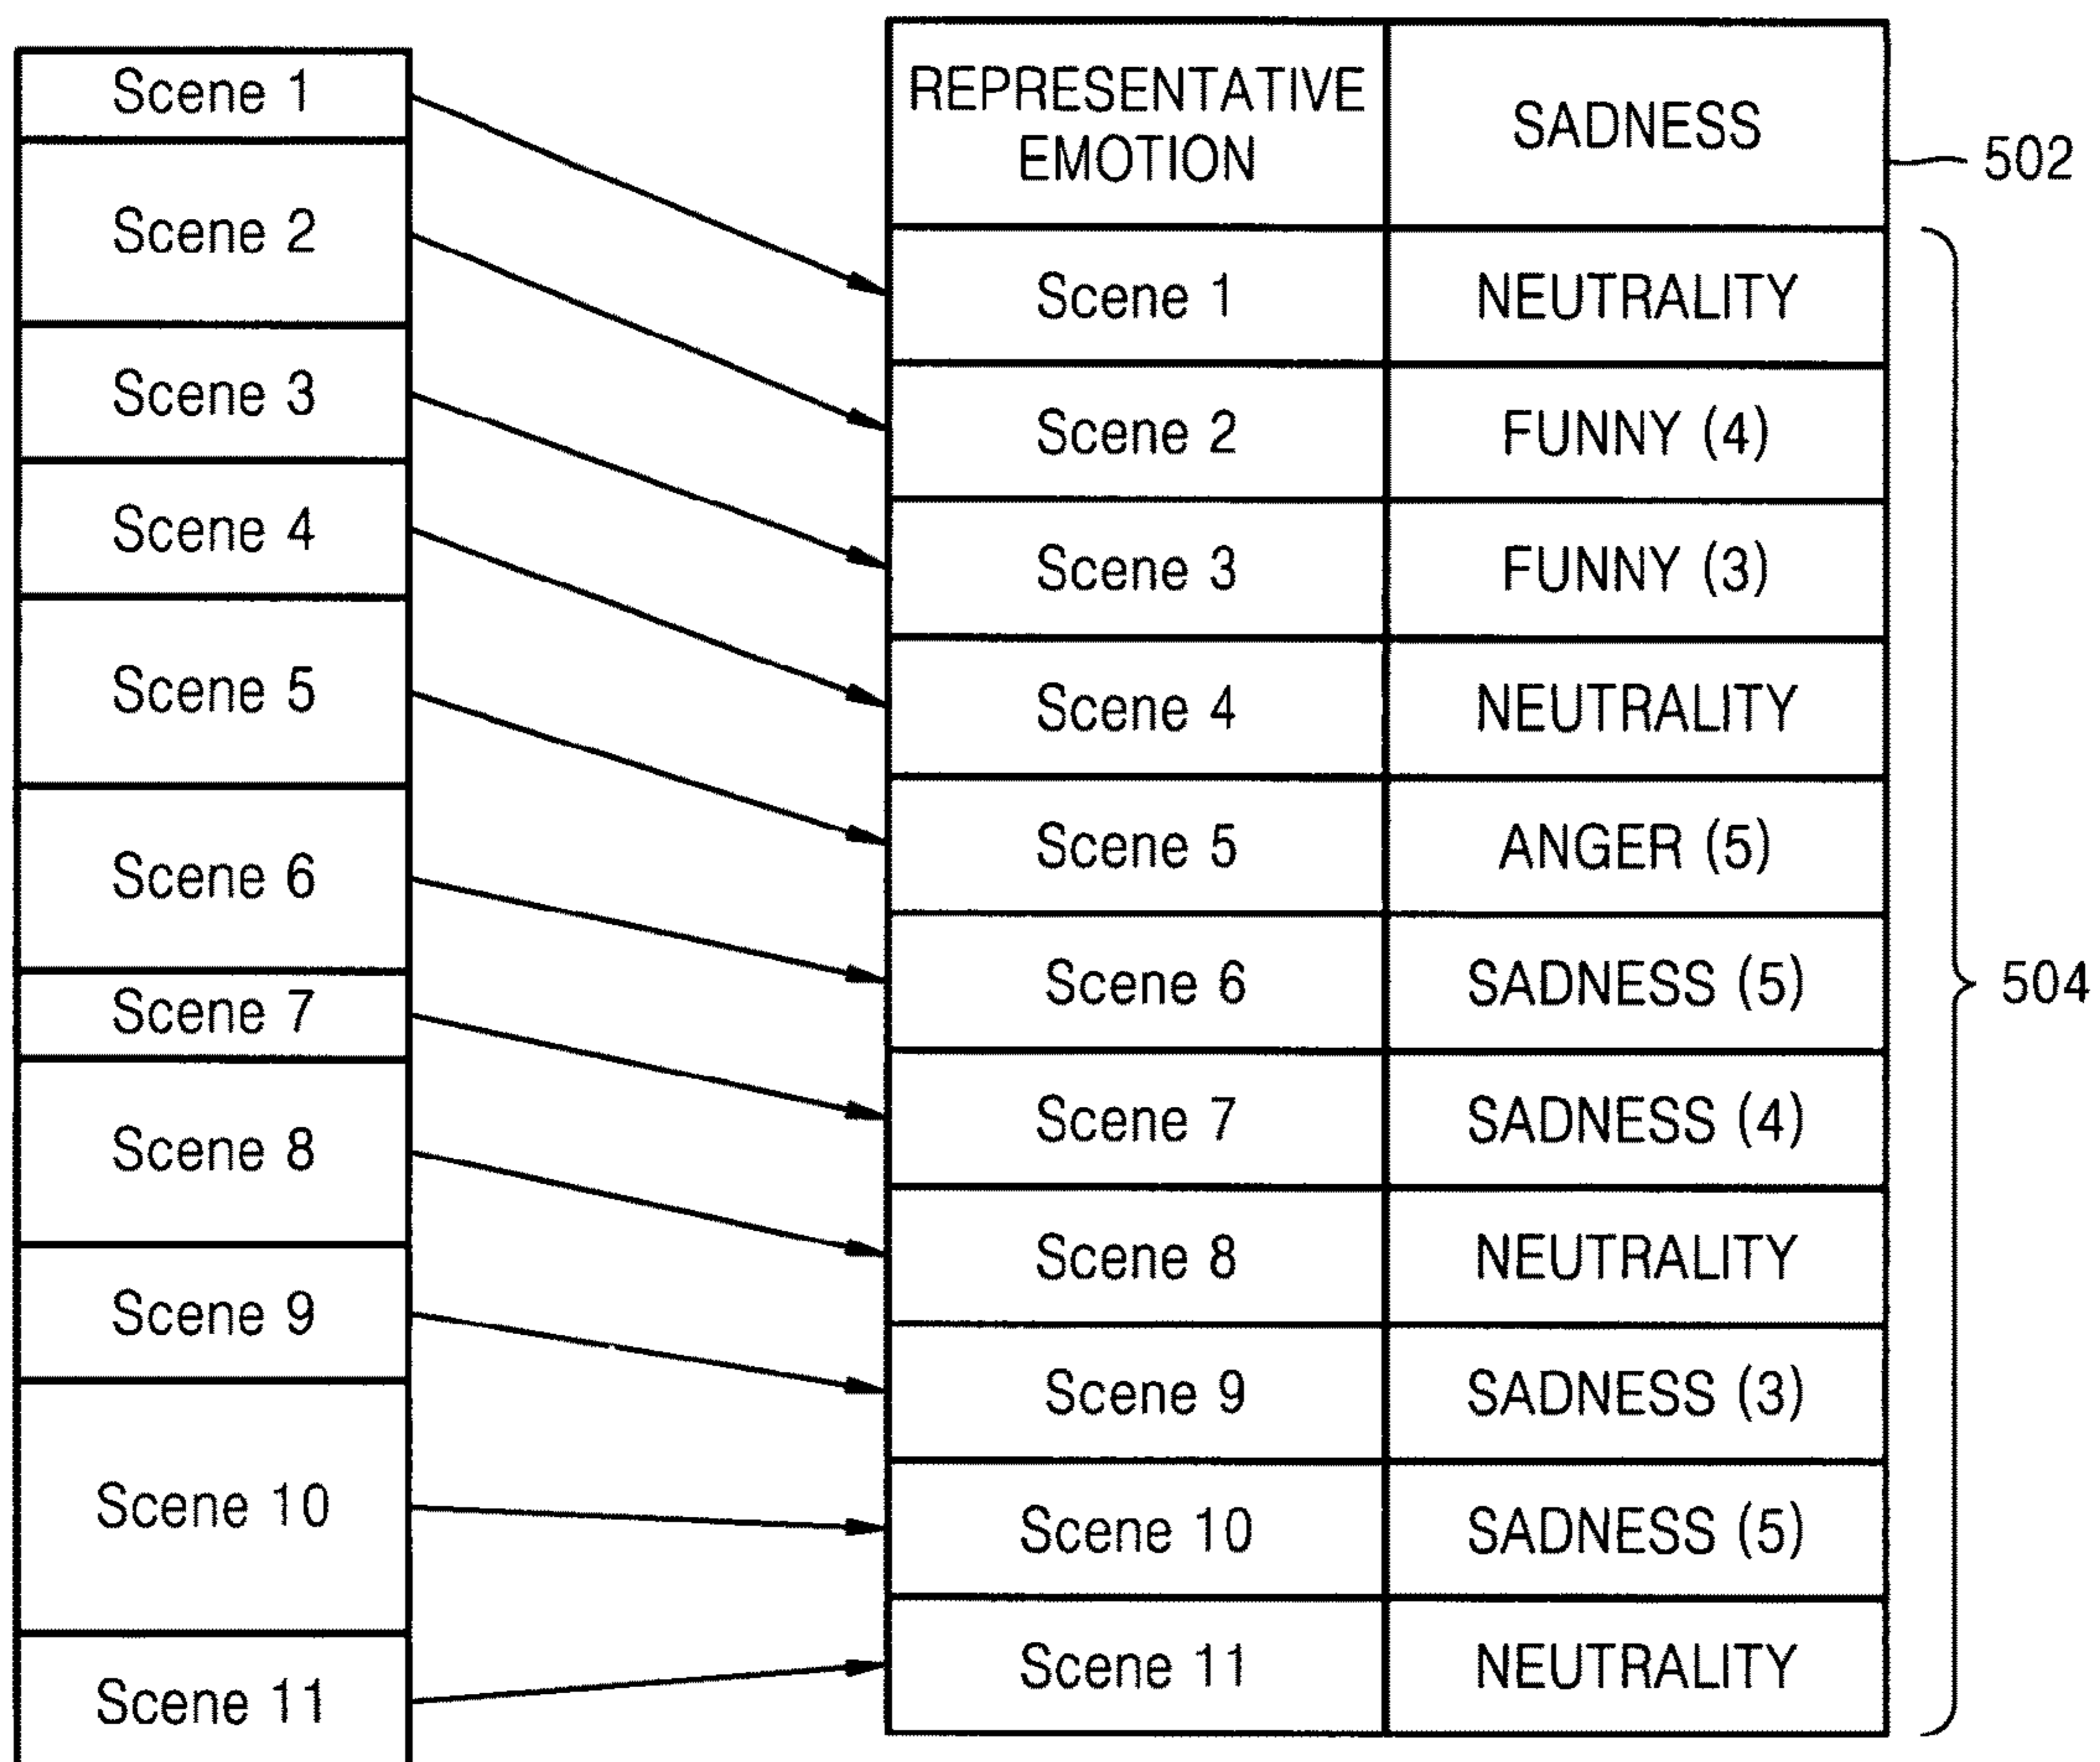 Scene 1
Scene 2
Scene 3
Scene 4
Scene 5
Scene 6
Scene 7
Scene 8
Scene 9
Scene 10
Scene 11
REPRESENTATIVE
EMOTION
SADNESS
502
Scene 1 NEUTRALITY
Scene 2 FUNNY (4)
Scene 3 FUNNY (3)
Scene 4 NEUTRALITY
Scene 5 ANGER (5)
Scene 6 SADNESS (5)
Scene 7 SADNESS (4)
Scene 8 NEUTRALITY
Scene 9 SADNESS (3)
Scene 10 SADNESS (5)
Scene 11 NEUTRALITY
504